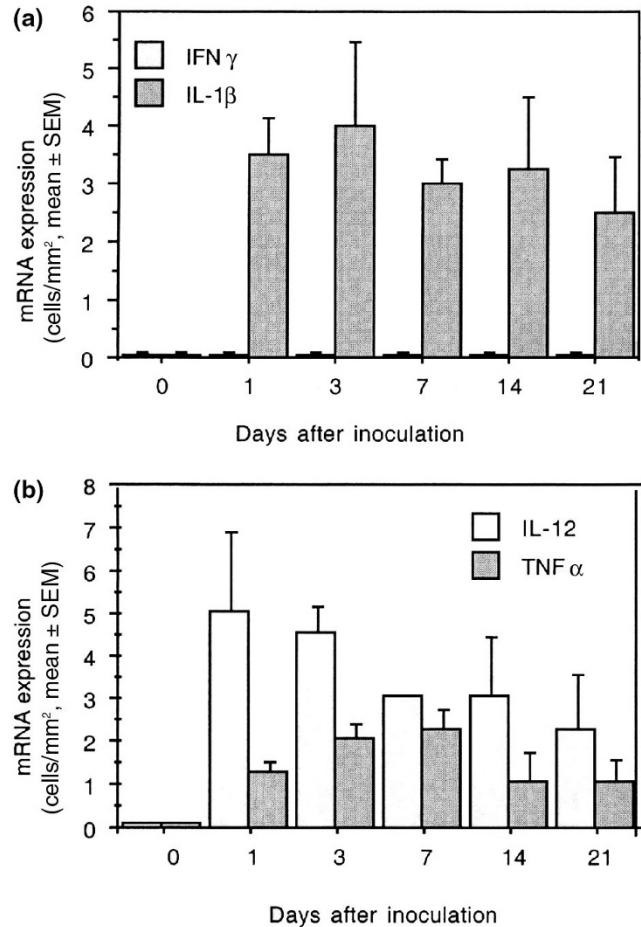 (a)
6
5
4
3
2
1
0
IFN γ
IL-1β
mRNA expression
(cells/mm², mean ± SEM)
0 1 3 7 14 21
Days after inoculation
(b)
8
7
6
5
4
3
2
1
0
IL-12
TNF α
mRNA expression
(cells/mm², mean ± SEM)
0 1 3 7 14 21
Days after inoculation